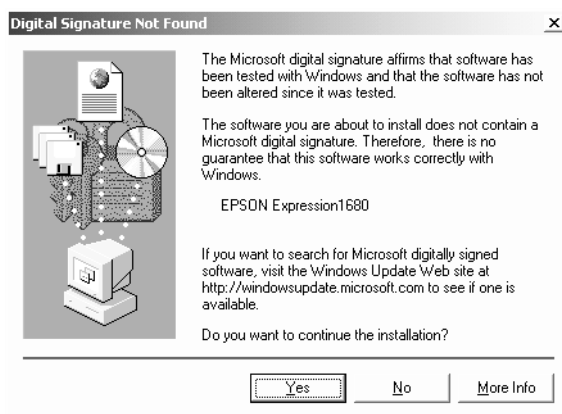 Digital Signature Not Found
The Microsoft digital signature affirms that software has
been tested with Windows and that the software has not
been altered since it was tested.
The software you are about to install does not contain a
Microsoft digital signature. Therefore, there is no
guarantee that this software works correctly with
Windows.
EPSON Expression1680
If you want to search for Microsoft digitally signed
software, visit the Windows Update Web site at
http://windowsupdate.microsoft.com to see if one is
available.
Do you want to continue the installation?
Yes No More Info